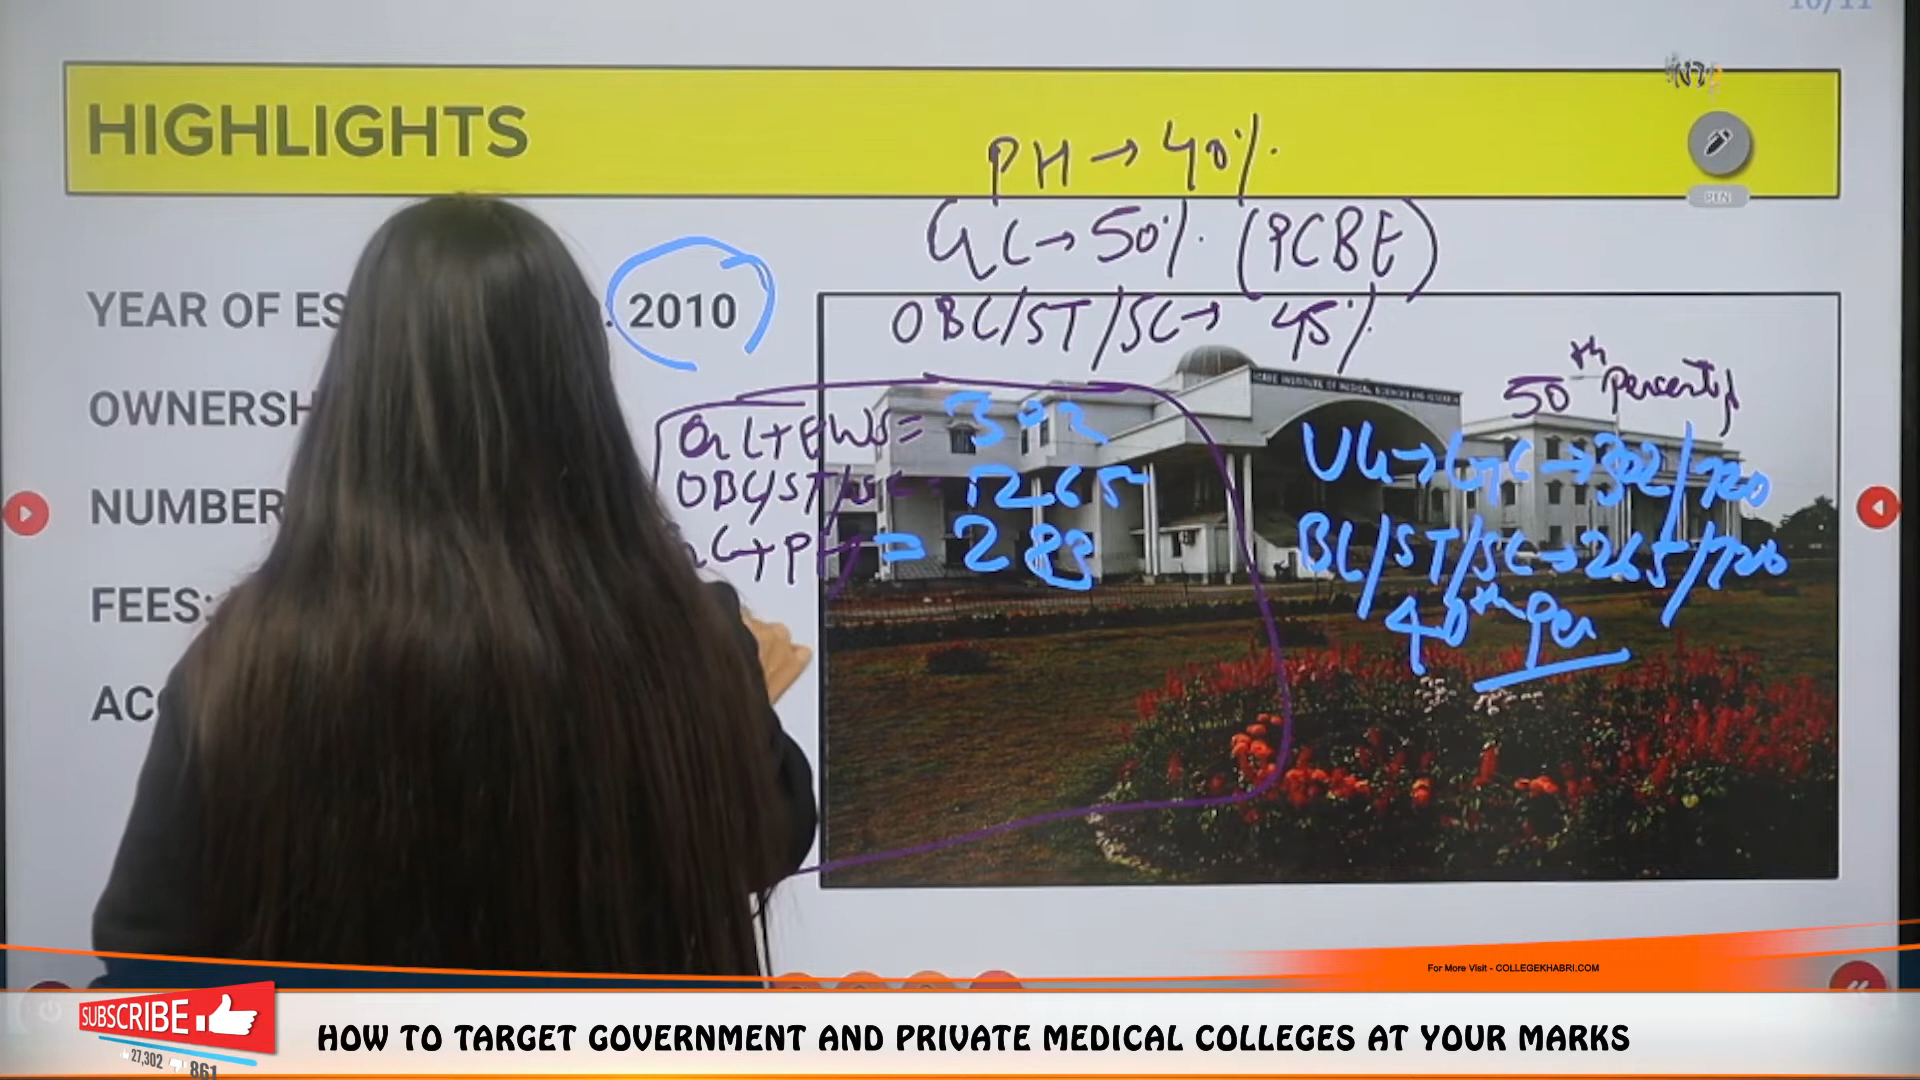 10/11
HIGHLIGHTS
PH → 40%.
PEN
GC → 50%. (PCBE)
YEAR OF ES
2010
OBC/ST/SC → 45%.
50th
OWNERSH
GC+EWS = 302
UG → GC → 302/720
OBC/ST/SC = 265
NUMBER
BC/ST/SC → 265/720
GC+PH = 283
FEES:
40th Per
AC
For More Visit - COLLEGEKHABRI.COM
SUBSCRIBE
HOW TO TARGET GOVERNMENT AND PRIVATE MEDICAL COLLEGES AT YOUR MARKS
27,302
861